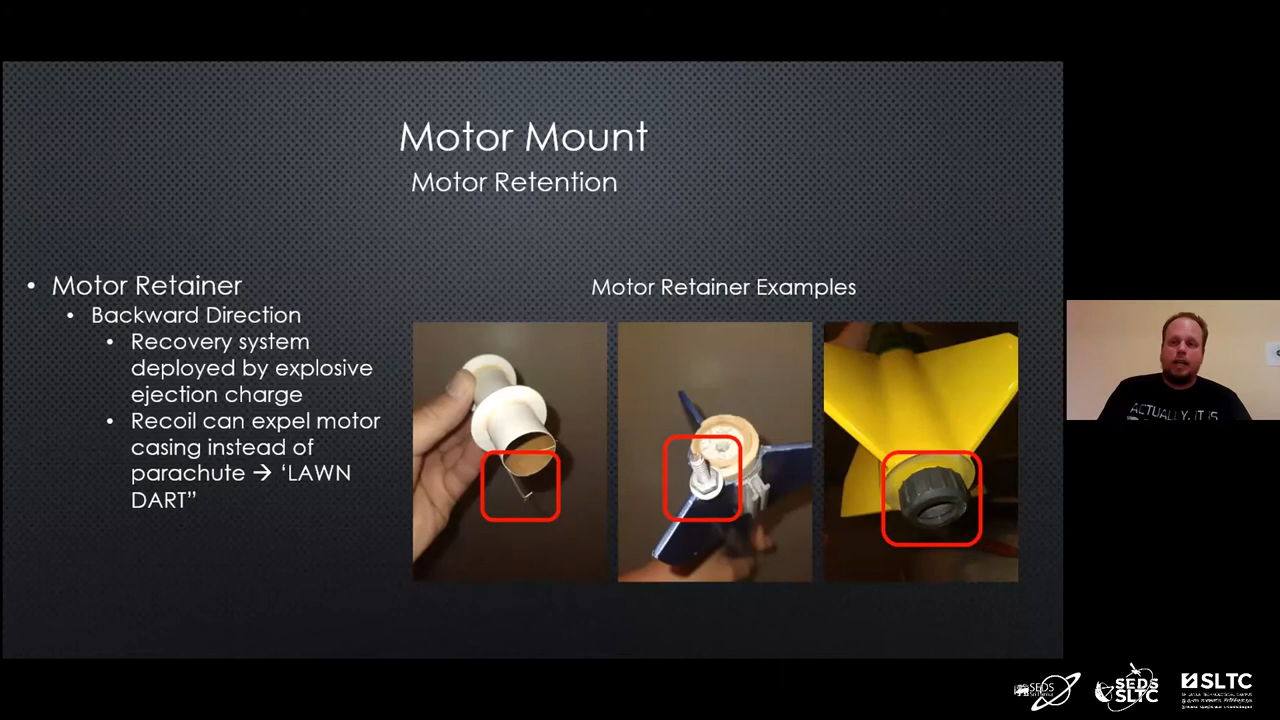 Motor Mount
Motor Retention
• Motor Retainer
• Backward Direction
• Recovery system
deployed by explosive
ejection charge
• Recoil can expel motor
casing instead of
parachute → ‘LAWN
DART”
Motor Retainer Examples
ACTUALLY, IT IS
SEDS
SEDS
SLTC
SLTC